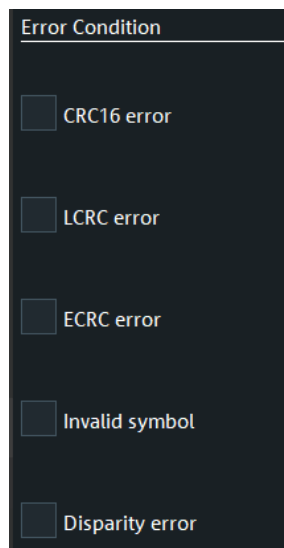 Error Condition
CRC16 error
LCRC error
ECRC error
Invalid symbol
Disparity error